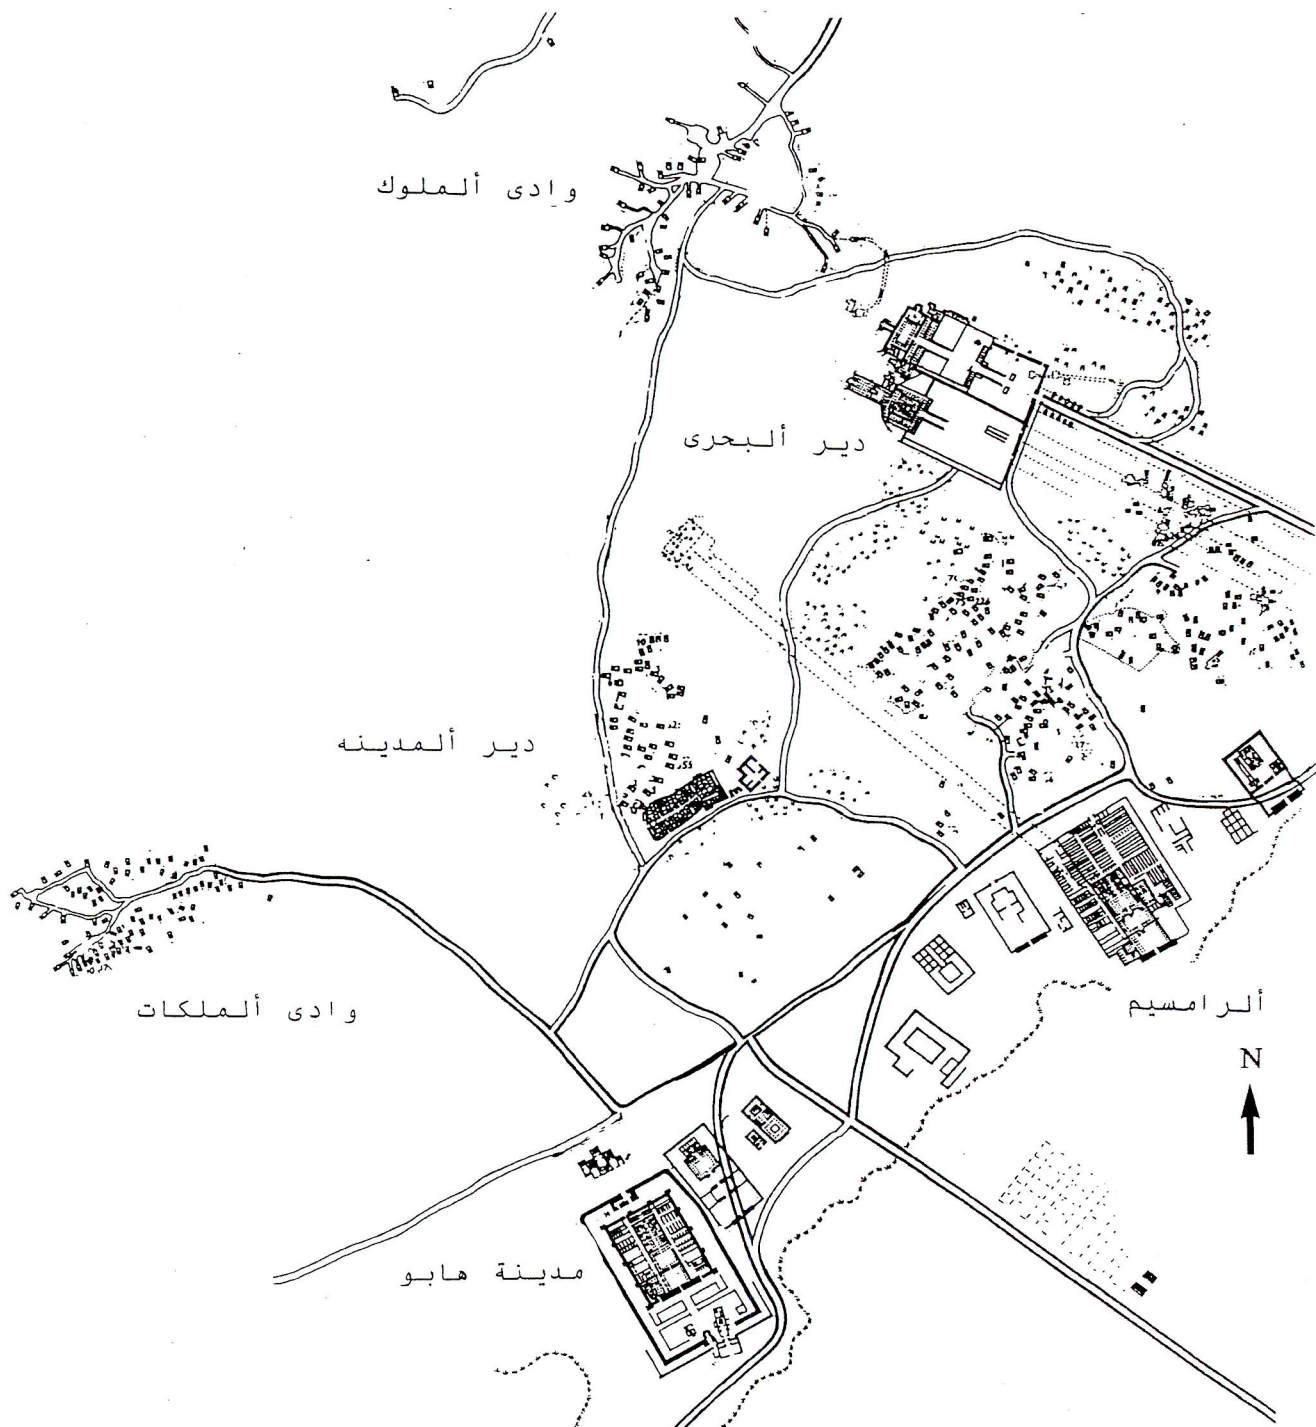 وادى ألملوك
دير ألبحرى
دير ألمدينه
وادى ألملكات
ألرامسيم
N
مدينة هابو